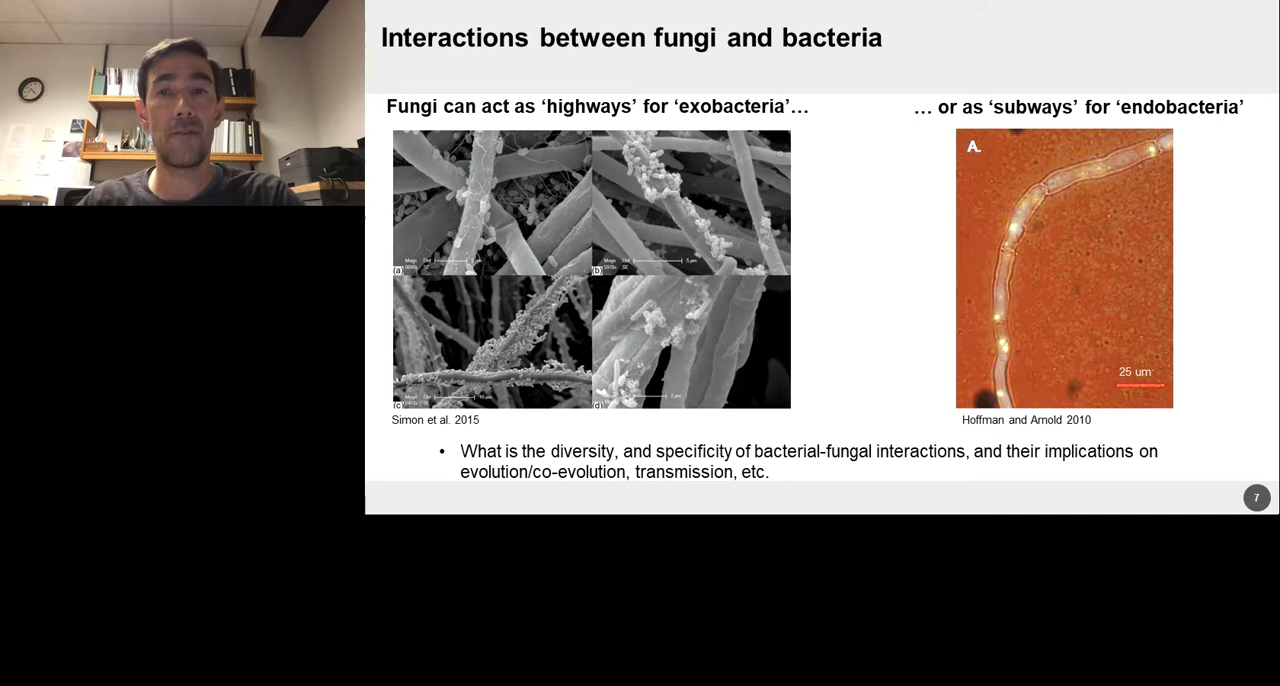 Interactions between fungi and bacteria
Fungi can act as ‘highways’ for ‘exobacteria’…
… or as ‘subways’ for ‘endobacteria’
(a)
(b)
(c)
(d)
A.
25 um
Simon et al. 2015
Hoffman and Arnold 2010
• What is the diversity, and specificity of bacterial-fungal interactions, and their implications on
evolution/co-evolution, transmission, etc.
7